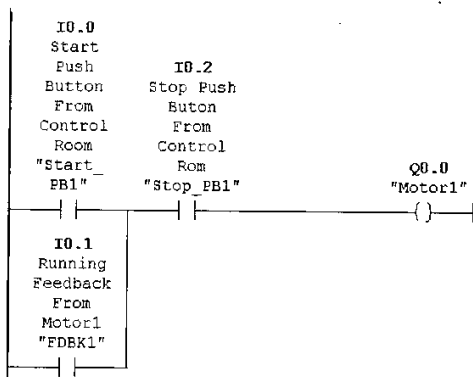 I0.0
Start
Push
Button
From
Control
Room
"Start_
PB1"
I0.2
Stop Push
Buton
From
Control
Rom
"Stop_PB1"
Q0.0
"Motor1"
I0.1
Running
Feedback
From
Motor1
"FDBK1"